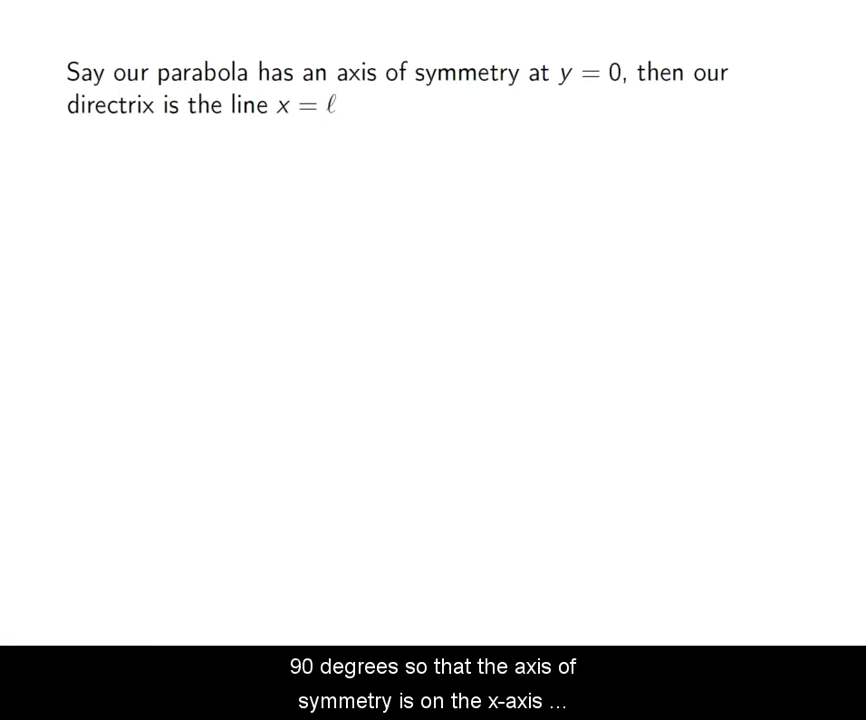 Say our parabola has an axis of symmetry at y = 0, then our
directrix is the line x = ℓ
90 degrees so that the axis of
symmetry is on the x-axis ...